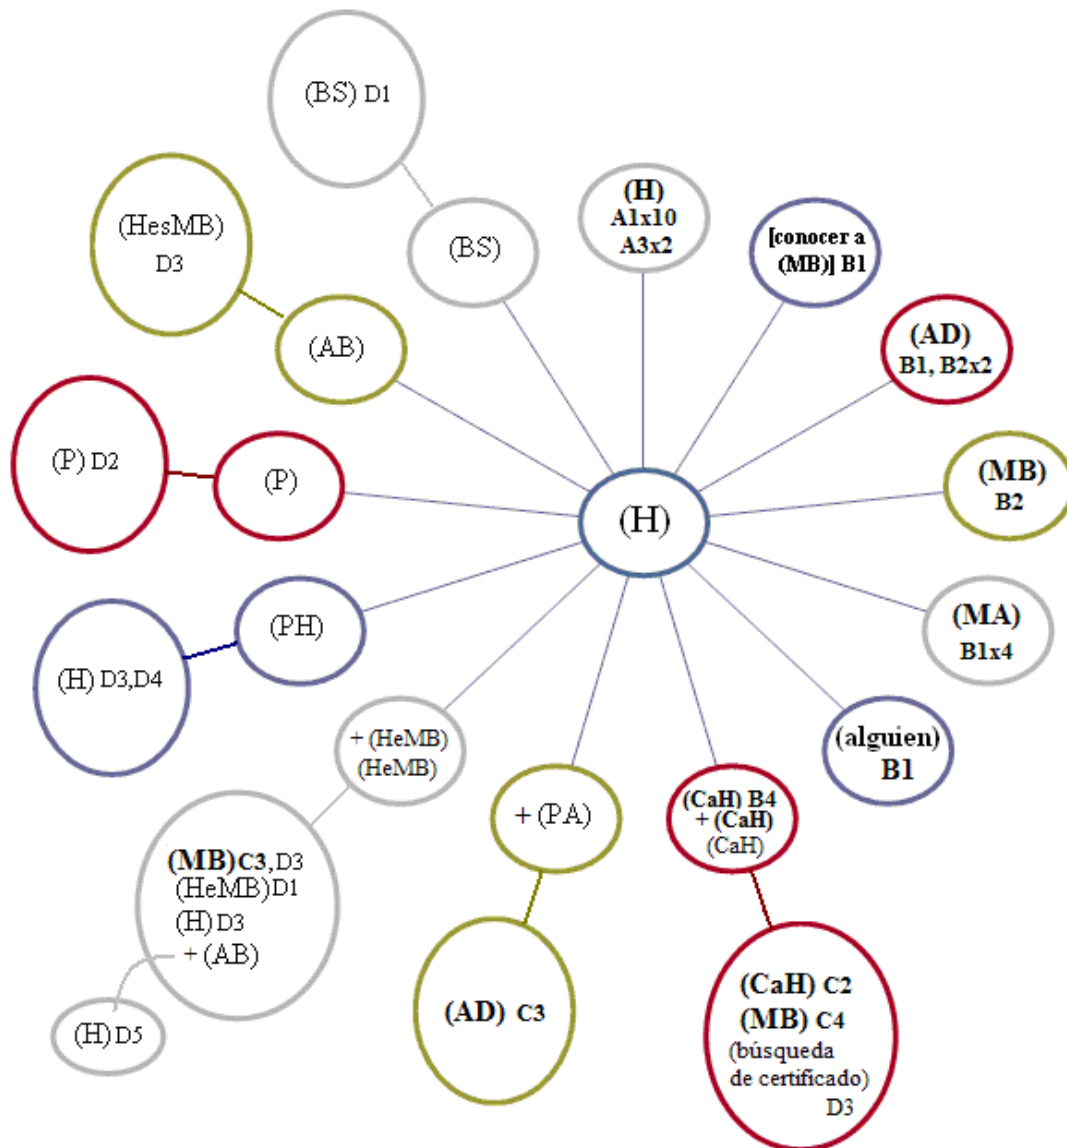 (BS) D1
(H)
A1x10
A3x2
[conocer a
(MB)] B1
(HesMB)
D3
(BS)
(AB)
(AD)
B1, B2x2
(P) D2
(P)
(H)
(MB)
B2
(H) D3,D4
(PH)
(MA)
B1x4
+ (HeMB)
(HeMB)
(alguien)
B1
+ (PA)
(CaH) B4
+ (CaH)
(CaH)
(MB)C3,D3
(HeMB)D1
(H)D3
+ (AB)
(H)D5
(AD) C3
(CaH) C2
(MB) C4
(búsqueda
de certificado)
D3